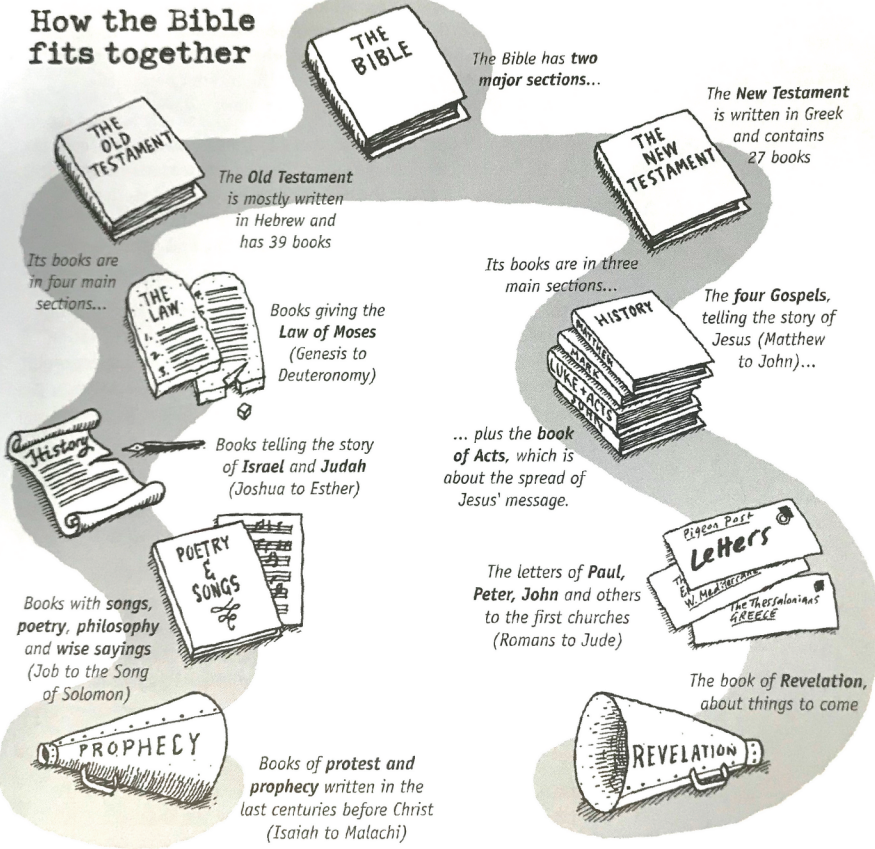 How the Bible
fits together
THE
BIBLE
The Bible has two
major sections...
THE
OLD
TESTAMENT
The Old Testament
is mostly written
in Hebrew and
has 39 books
Its books are
in four main
sections...
THE
LAW
1.
2.
3.
Books giving the
Law of Moses
(Genesis to
Deuteronomy)
History
Books telling the story
of Israel and Judah
(Joshua to Esther)
POETRY
&
SONGS
Books with songs,
poetry, philosophy
and wise sayings
(Job to the Song
of Solomon)
PROPHECY
Books of protest and
prophecy written in the
last centuries before Christ
(Isaiah to Malachi)
THE
NEW
TESTAMENT
The New Testament
is written in Greek
and contains
27 books
Its books are in three
main sections...
HISTORY
MATTHEW
MARK
LUKE + ACTS
JOHN
The four Gospels,
telling the story of
Jesus (Matthew
to John)...
... plus the book
of Acts, which is
about the spread of
Jesus' message.
Pigeon Post
Letters
W. Mediterrane
The Thessalonians
GREECE
The letters of Paul,
Peter, John and others
to the first churches
(Romans to Jude)
The book of Revelation,
about things to come
REVELATION